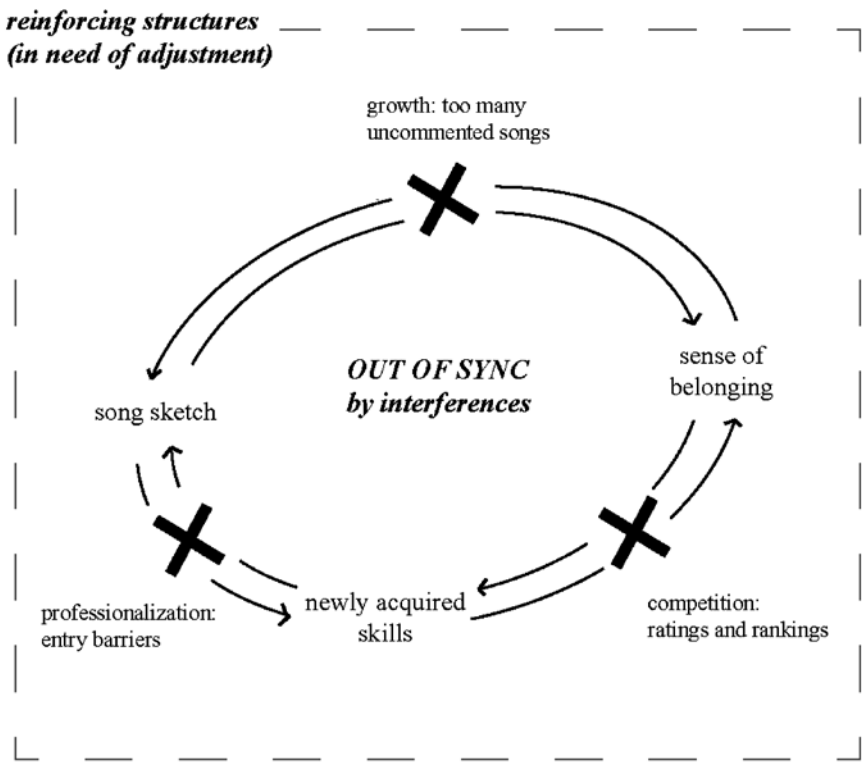 reinforcing structures
(in need of adjustment)
growth: too many
uncommented songs
OUT OF SYNC
by interferences
sense of
belonging
song sketch
newly acquired
skills
professionalization:
entry barriers
competition:
ratings and rankings